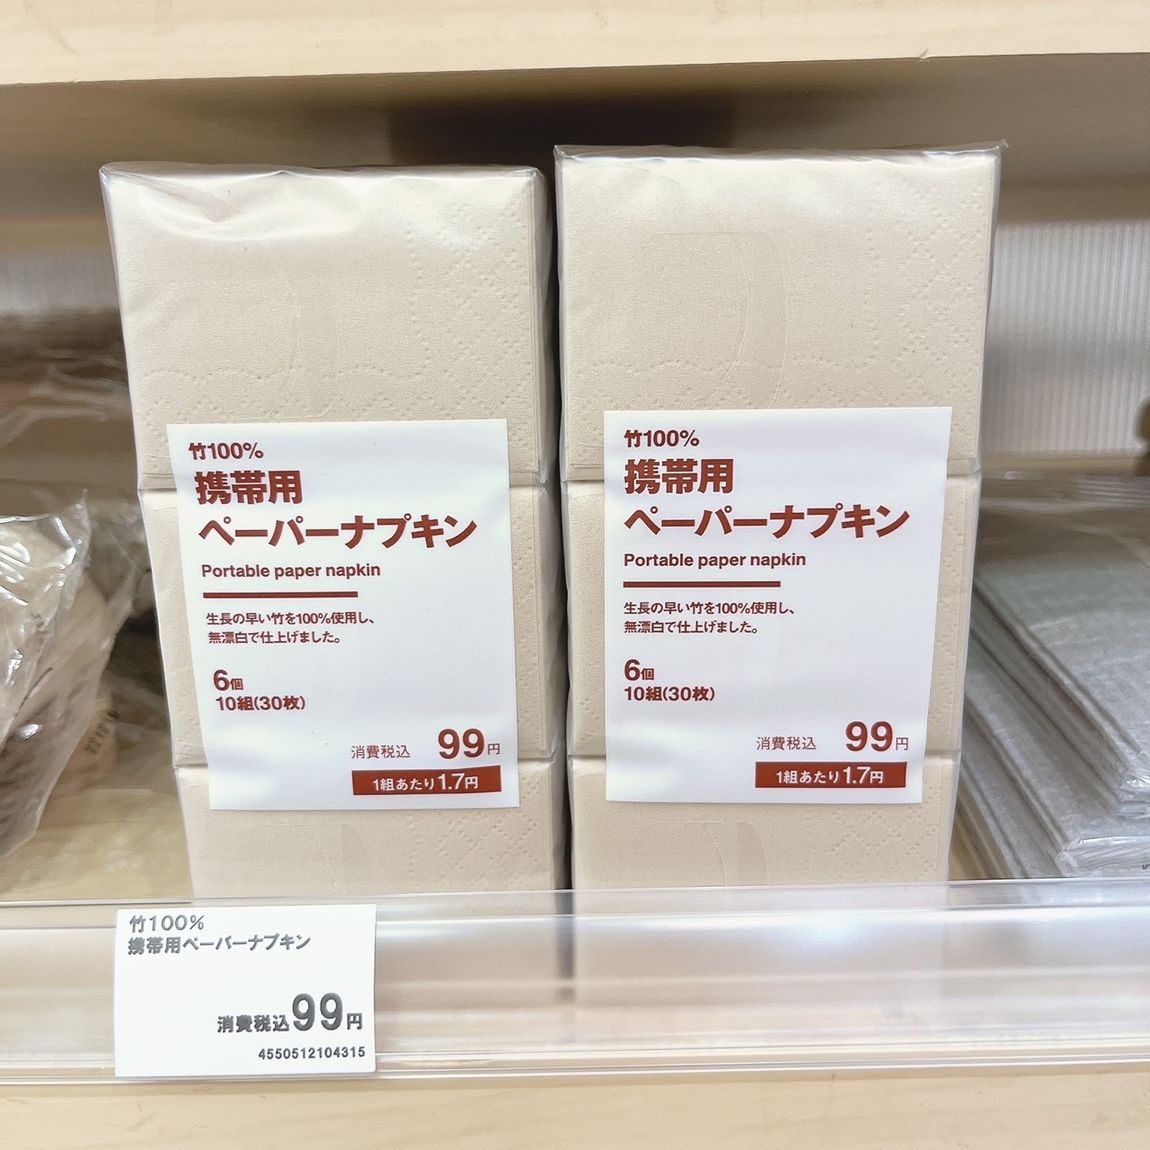 竹100%
携帯用
ペーパーナプキン
Portable paper napkin
生長の早い竹を100%使用し、
無漂白で仕上げました。
6個
10組(30枚)
消費税込 99円
1組あたり1.7円
竹100%
携帯用
ペーパーナプキン
Portable paper napkin
生長の早い竹を100%使用し、
無漂白で仕上げました。
6個
10組(30枚)
消費税込 99円
1組あたり1.7円
竹100%
携帯用ペーパーナプキン
消費税込99円
4550512104315